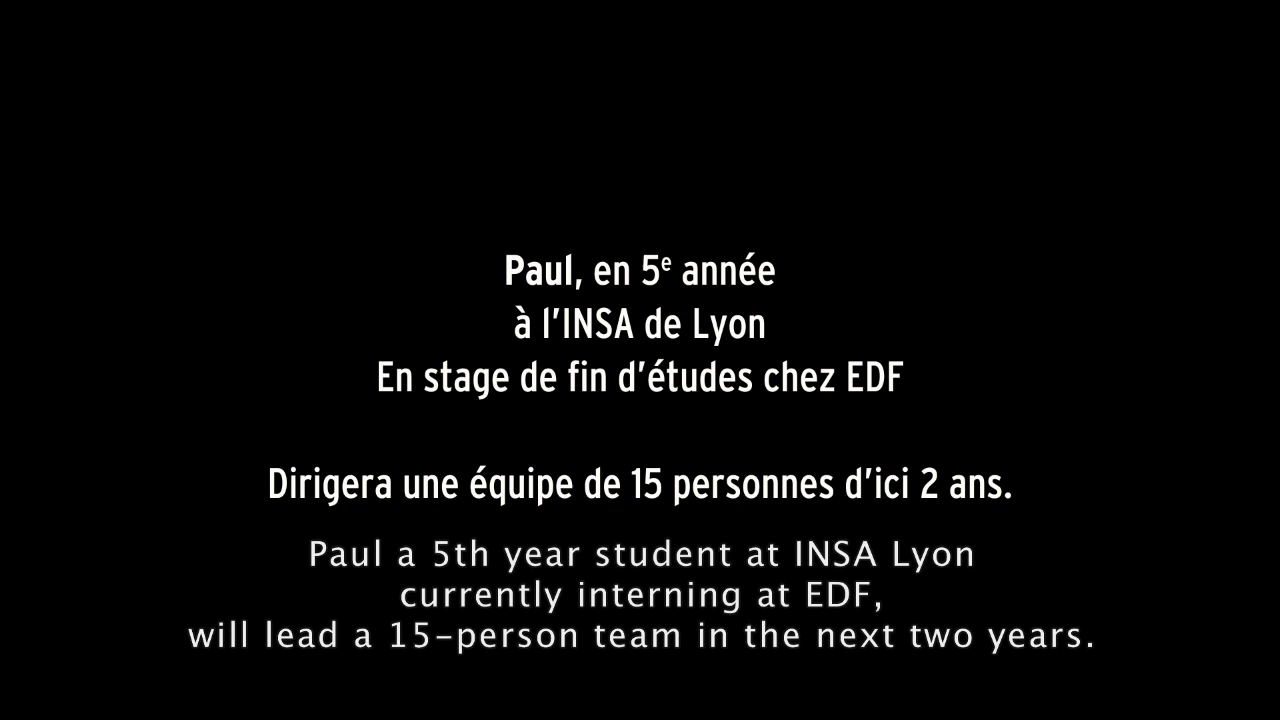 Paul, en 5e année
à l'INSA de Lyon
En stage de fin d'études chez EDF
Dirigera une équipe de 15 personnes d'ici 2 ans.
Paul a 5th year student at INSA Lyon
currently interning at EDF,
will lead a 15-person team in the next two years.